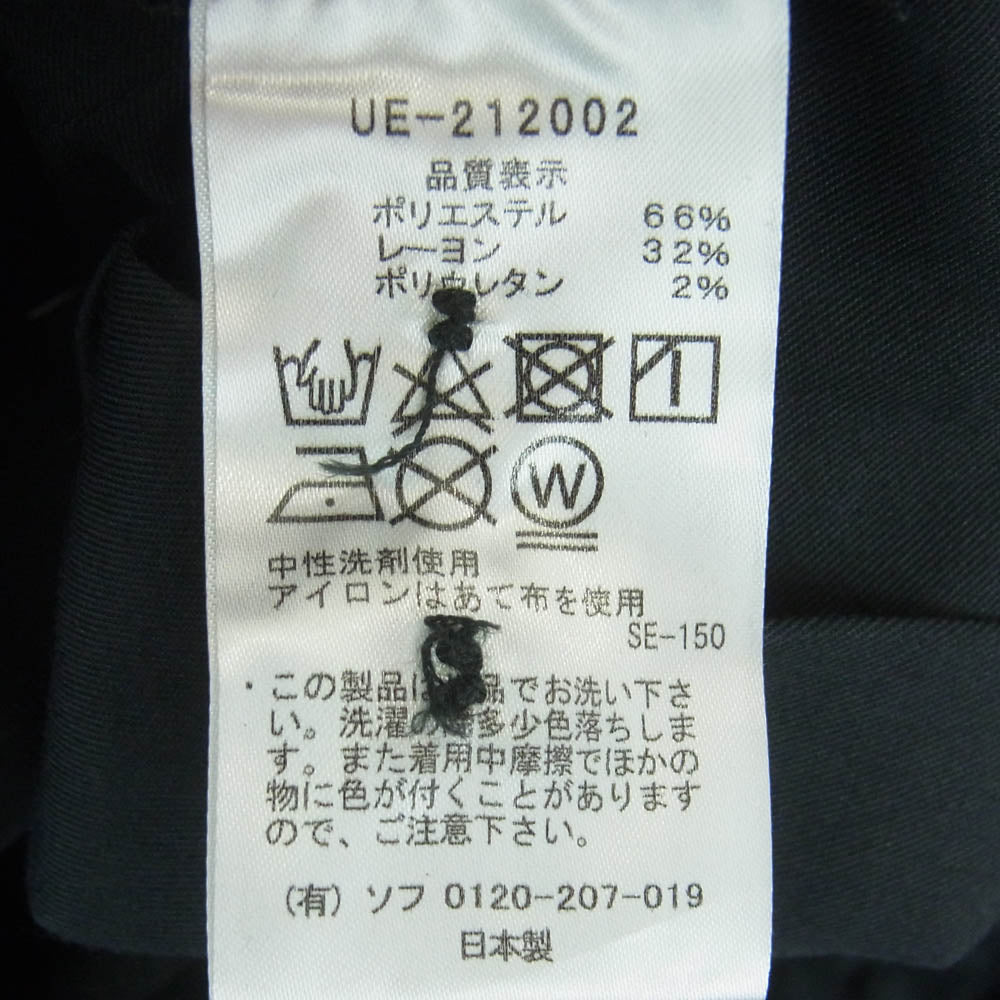 UE-212002
品質表示
ポリエステル 66%
レーヨン 32%
ポリウレタン 2%
W
中性洗剤使用
アイロンはあて布を使用
SE-150
・この製品は 品でお洗い下さ
い。洗濯の 多少色落ちしま
す。また着用中摩擦でほかの
物に色が付くことがあります
ので、ご注意下さい。
(有) ソフ 0120-207-019
日本製